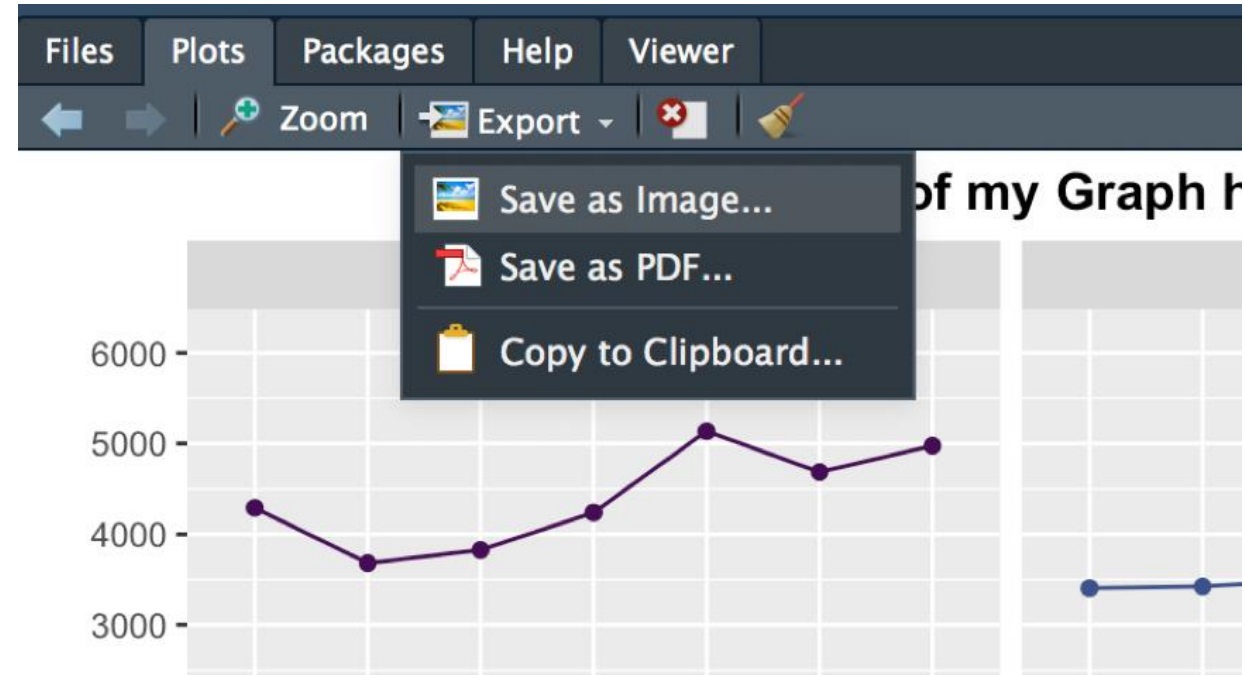 Files Plots Packages Help Viewer
Zoom Export
Save as Image...
of my Graph
Save as PDF...
Copy to Clipboard...
6000
5000
4000
3000